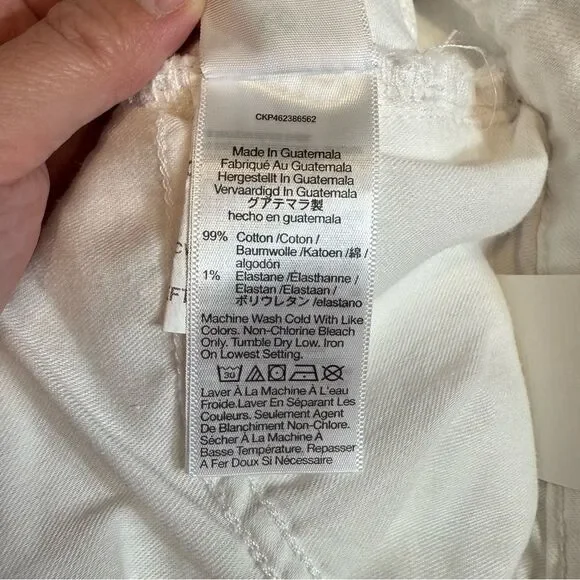 CKP462386562
Made In Guatemala
Fabriqué Au Guatemala
Hergestellt In Guatemala
Vervaardigd In Guatemala
グアテマラ製
hecho en guatemala
99% Cotton /Coton /
Baumwolle /Katoen /綿 /
algodón
1% Elastane /Élasthanne /
Elastan /Elastaan /
ポリウレタン /elastano
Machine Wash Cold With Like
Colors. Non-Chlorine Bleach
Only. Tumble Dry Low. Iron
On Lowest Setting.
30
Laver À La Machine À L'eau
Froide.Laver En Séparant Les
Couleurs. Seulement Agent
De Blanchiment Non-Chlore.
Sécher À La Machine À
Basse Température. Repasser
A Fer Doux Si Nécessaire